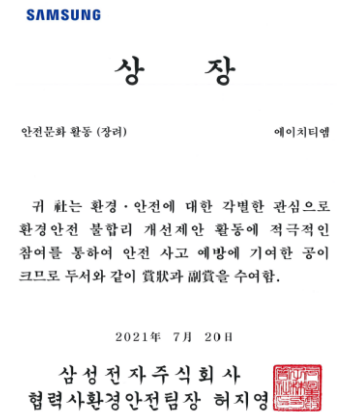 SAMSUNG
상 장
안전문화 활동 (장려) 에이치티엠
귀 社는 환경·안전에 대한 각별한 관심으로
환경안전 불합리 개선제안 활동에 적극적인
참여를 통하여 안전 사고 예방에 기여한 공이
크므로 두서와 같이 賞狀과 副賞을 수여함.
2021年 7月 20日
삼성전자주식회사
협력사환경안전팀장 허지영